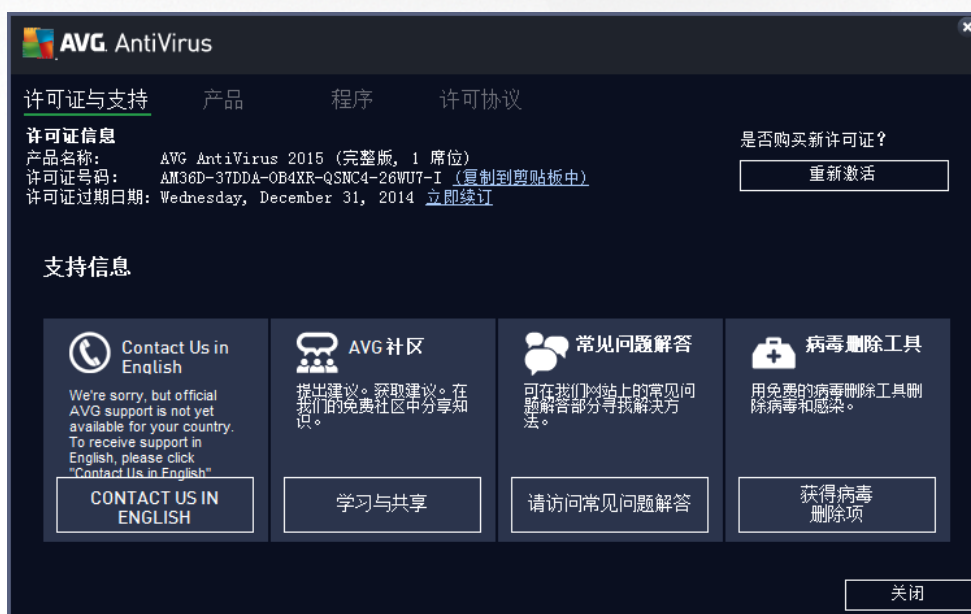 AVG. AntiVirus
许可证与支持 产品 程序 许可协议
许可证信息
产品名称: AVG AntiVirus 2015 (完整版, 1 席位)
许可证号码: AM36D-37DDA-OB4XR-QSNC4-26WU7-I (复制到剪贴板中)
许可证过期日期: Wednesday, December 31, 2014 立即续订
是否购买新许可证?
重新激活
支持信息
Contact Us in
English
We're sorry, but official
AVG support is not yet
available for your country.
To receive support in
English, please click
"Contact Us in English"
CONTACT US IN
ENGLISH
AVG社区
提出建议。获取建议。在
我们的免费社区中分享知
识。
学习与共享
常见问题解答
可在我们网站上的常见问
题解答部分寻找解决方
法。
请访问常见问题解答
病毒删除工具
用免费的病毒删除工具删
除病毒和感染。
获得病毒
删除项
关闭